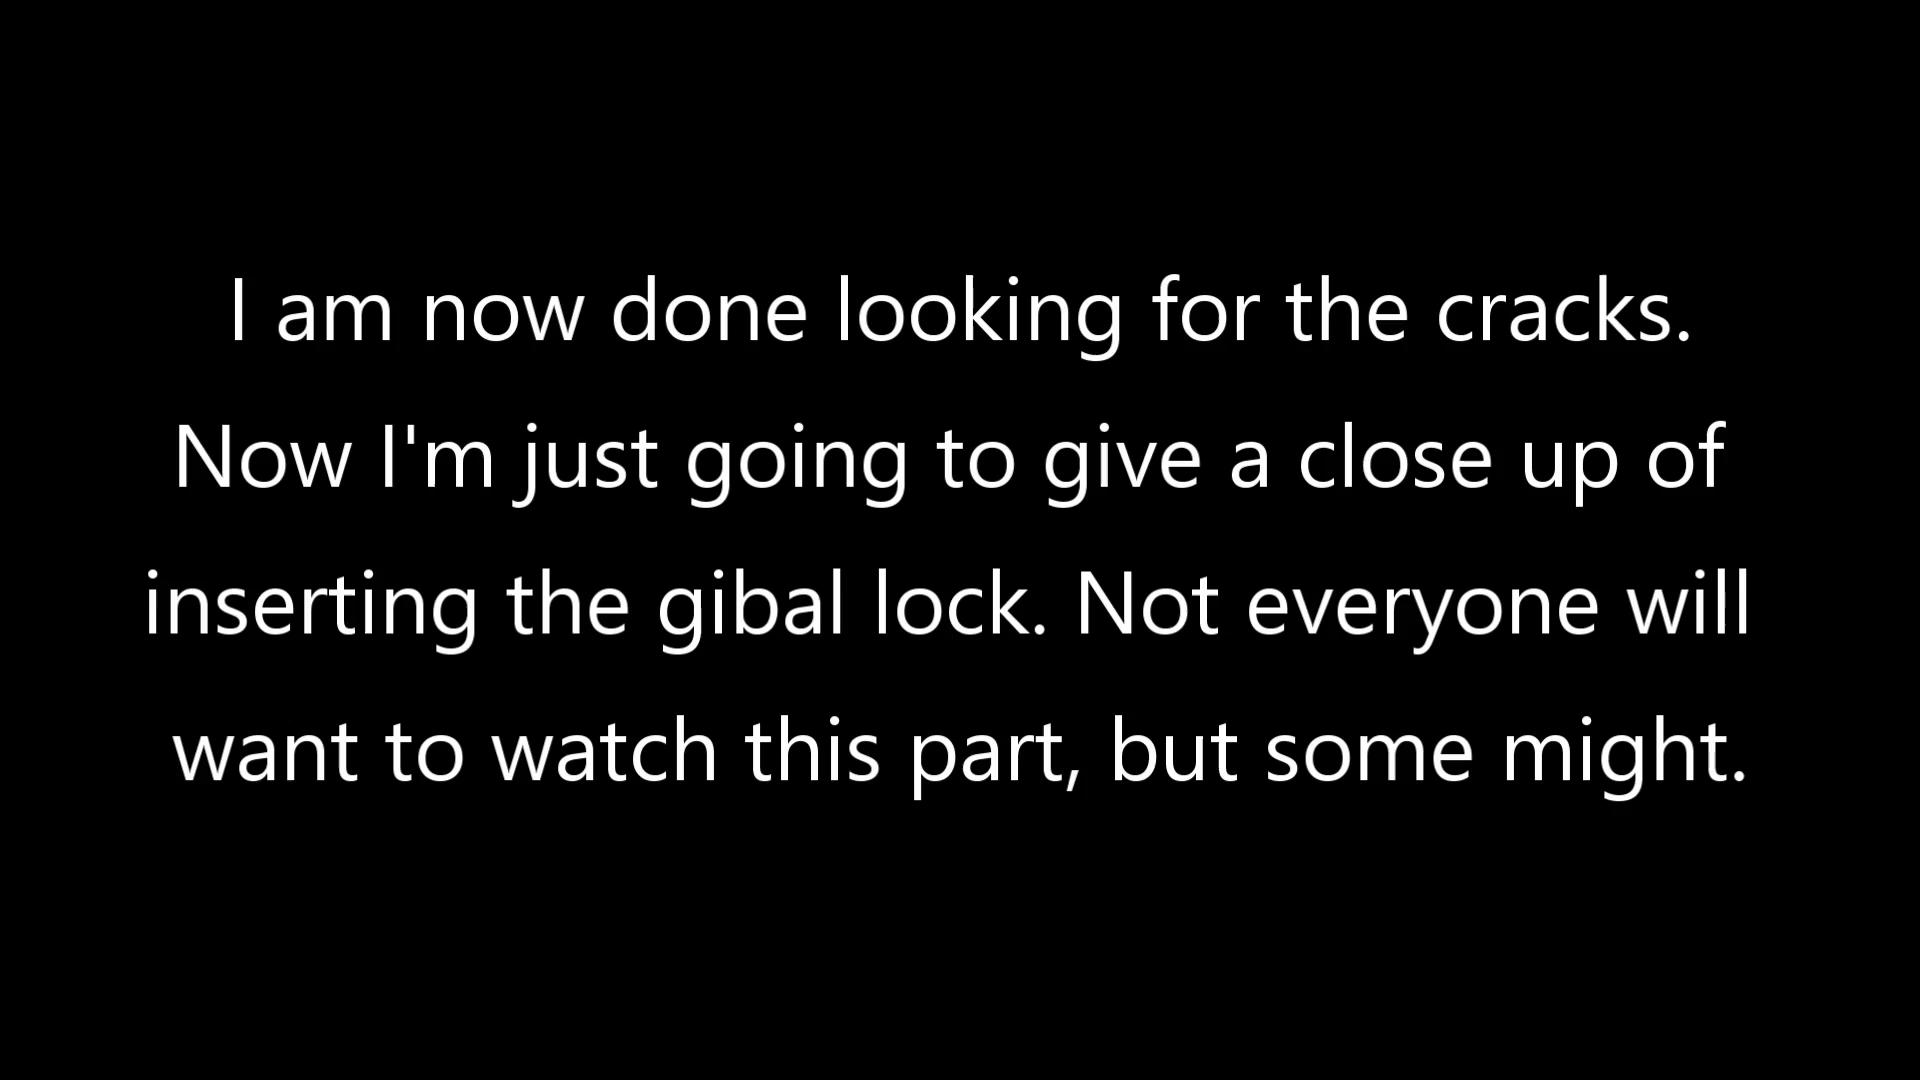 I am now done looking for the cracks.
Now I'm just going to give a close up of
inserting the gibal lock. Not everyone will
want to watch this part, but some might.